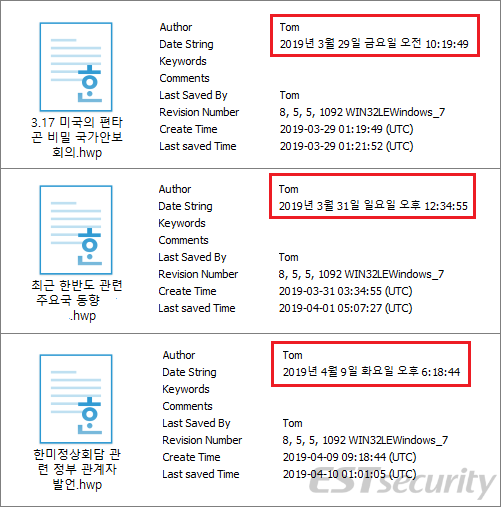 Author Tom
Date String 2019년 3월 29일 금요일 오전 10:19:49
Keywords
Comments
Last Saved By Tom
Revision Number 8, 5, 5, 1092 WIN32LEWindows_7
Create Time 2019-03-29 01:19:49 (UTC)
Last saved Time 2019-03-29 01:21:52 (UTC)
한
3.17 미국의 펜타
곤 비밀 국가안보
회의.hwp
Author Tom
Date String 2019년 3월 31일 일요일 오후 12:34:55
Keywords
Comments
Last Saved By Tom
Revision Number 8, 5, 5, 1092 WIN32LEWindows_7
Create Time 2019-03-31 03:34:55 (UTC)
Last saved Time 2019-04-01 05:07:27 (UTC)
한
최근 한반도 관련
주요국 동향
.hwp
Author Tom
Date String 2019년 4월 9일 화요일 오후 6:18:44
Keywords
Comments
Last Saved By Tom
Revision Number 8, 5, 5, 1092 WIN32LEWindows_7
Create Time 2019-04-09 09:18:44 (UTC)
Last saved Time 2019-04-10 01:01:05 (UTC)
한
한미정상회담 관
련 정부 관계자
발언.hwp
ESTsecurity